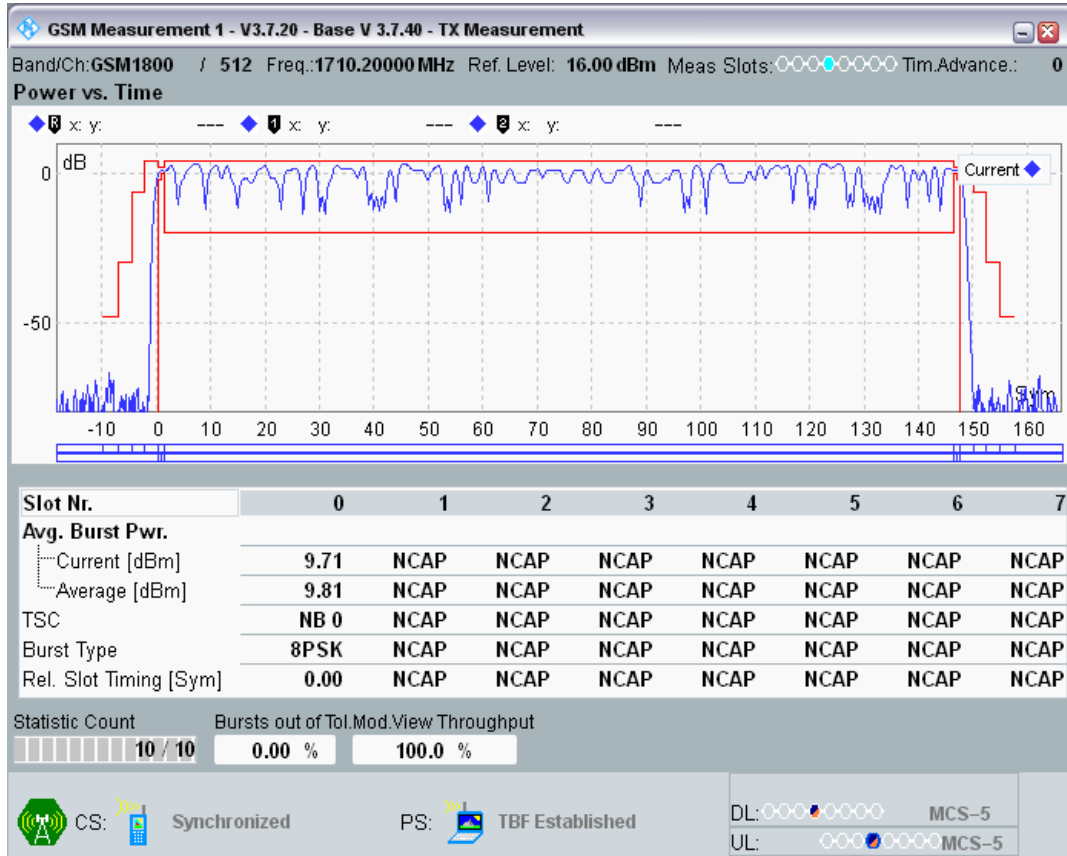 GSM Measurement 1 - V3.7.20 - Base V 3.7.40 - TX Measurement
Band/Ch:GSM1800 / 512 Freq.:1710.20000 MHz Ref. Level: 16.00 dBm Meas Slots: Tim.Advance.: 0
Power vs. Time
R x: y: --- 1 x: y: --- 2 x: y: ---
dB
Current
0
-50
Sym
-10 0 10 20 30 40 50 60 70 80 90 100 110 120 130 140 150 160
Slot Nr. 0 1 2 3 4 5 6 7
Avg. Burst Pwr.
Current [dBm] 9.71 NCAP NCAP NCAP NCAP NCAP NCAP NCAP
Average [dBm] 9.81 NCAP NCAP NCAP NCAP NCAP NCAP NCAP
TSC NB 0 NCAP NCAP NCAP NCAP NCAP NCAP NCAP
Burst Type 8PSK NCAP NCAP NCAP NCAP NCAP NCAP NCAP
Rel. Slot Timing [Sym] 0.00 NCAP NCAP NCAP NCAP NCAP NCAP NCAP
Statistic Count Bursts out of Tol. Mod.View Throughput
10 / 10 0.00 % 100.0 %
CS: Synchronized PS: TBF Established
DL: MCS-5
UL: MCS-5